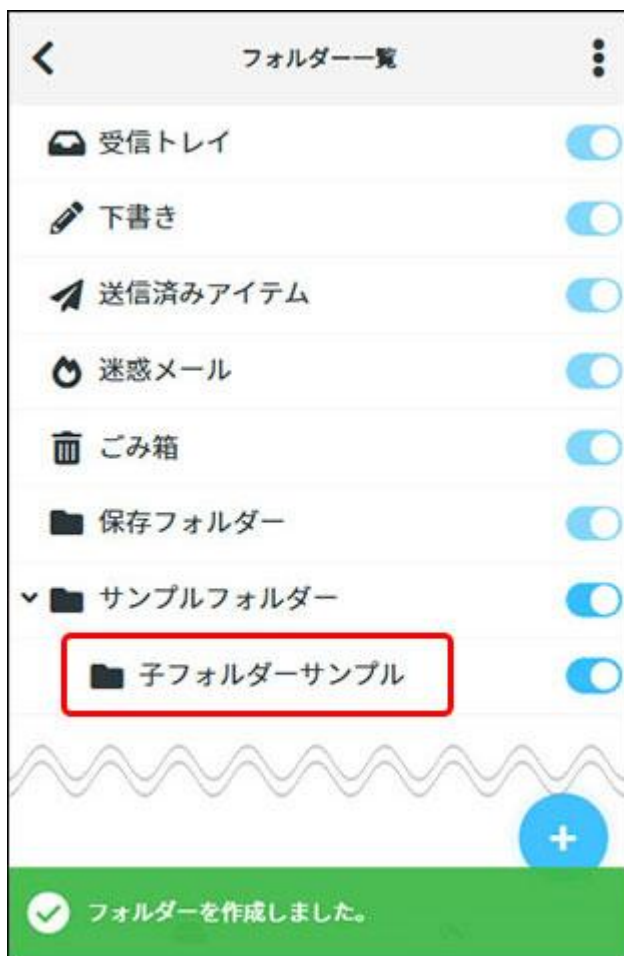 フォルダー一覧
受信トレイ
下書き
送信済みアイテム
迷惑メール
ごみ箱
保存フォルダー
サンプルフォルダー
子フォルダーサンプル
フォルダーを作成しました。